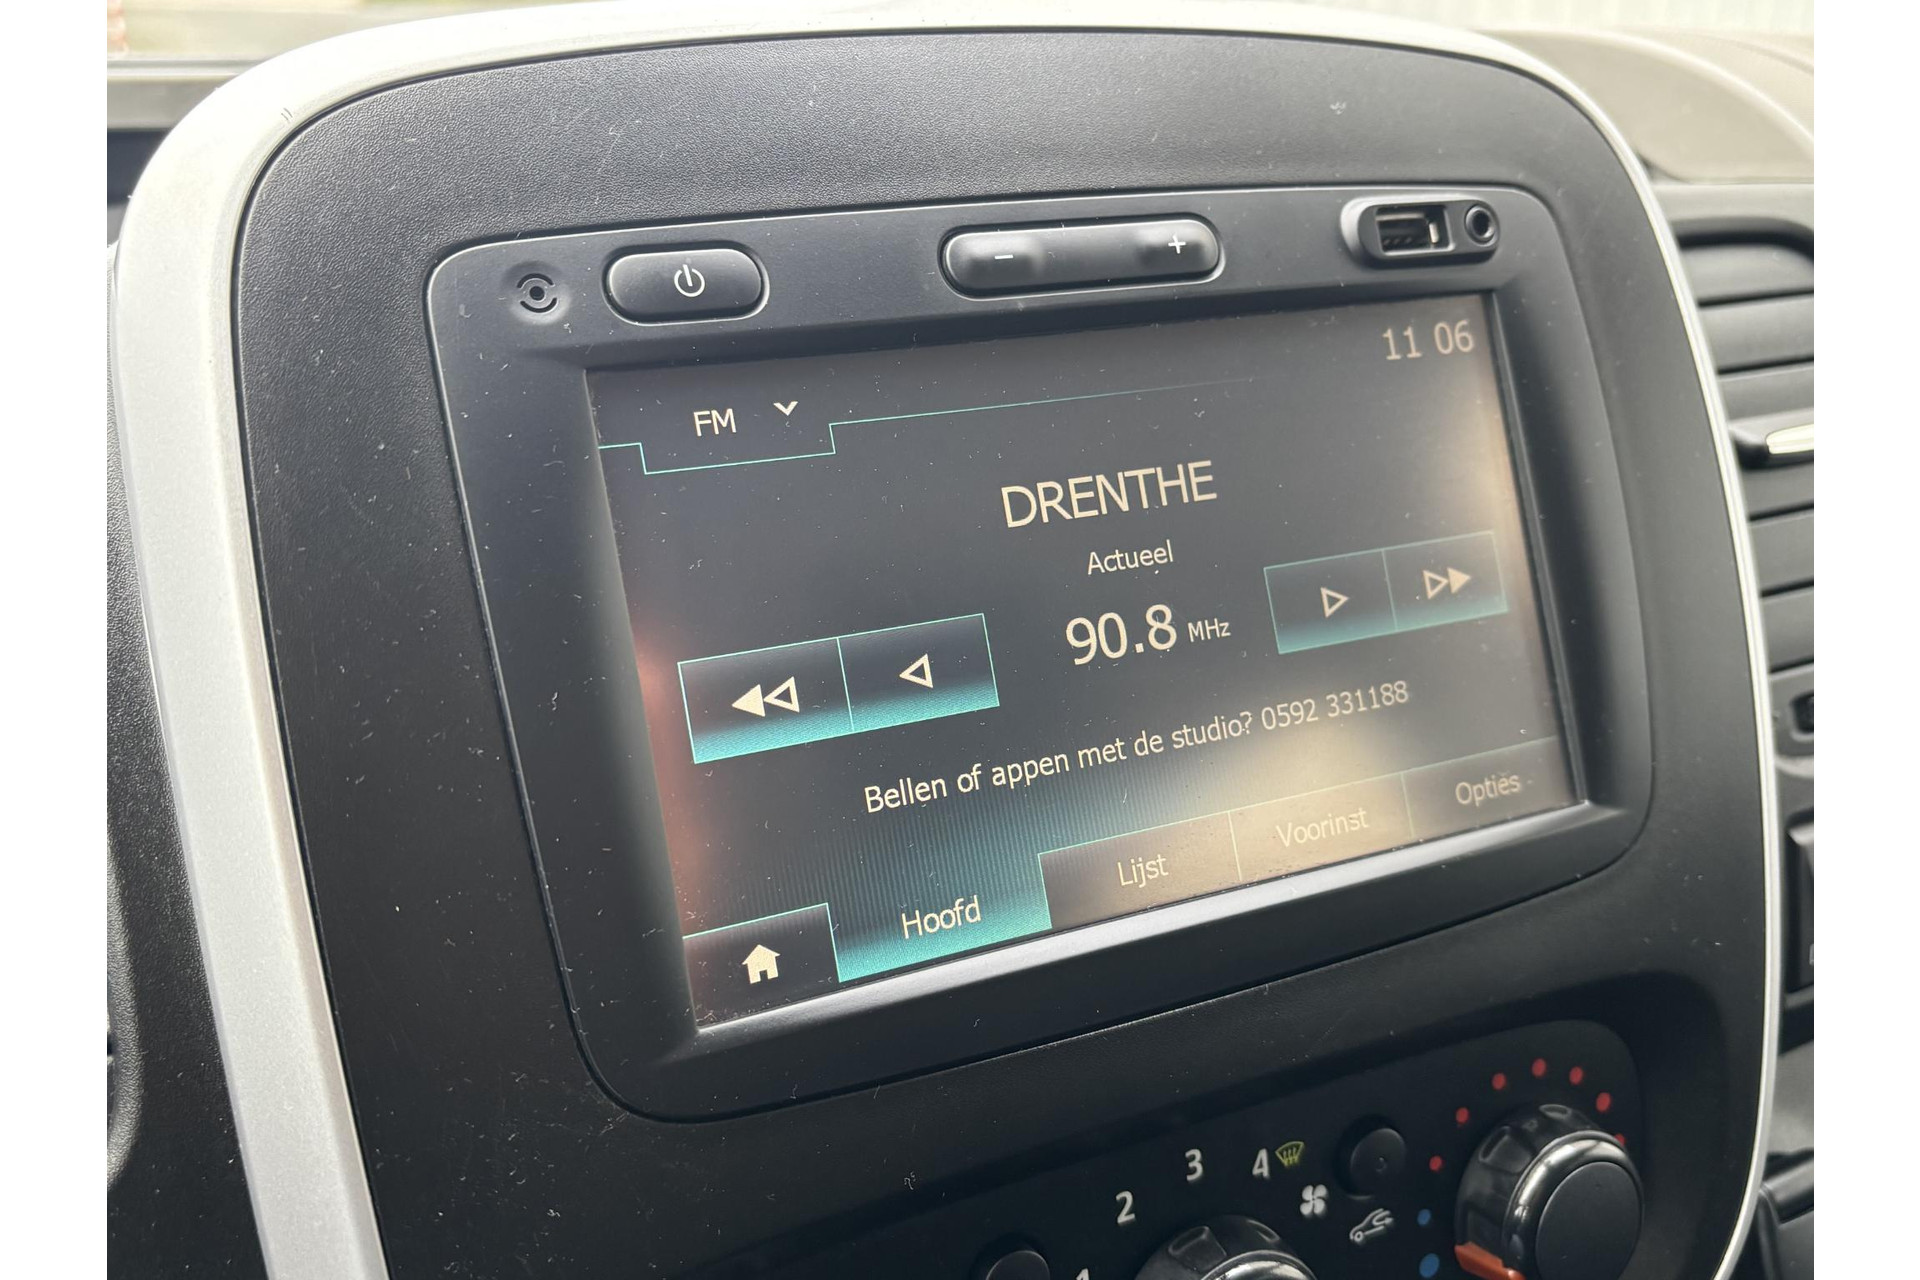 11 06
FM
DRENTHE
Actueel
90.8 MHz
Bellen of appen met de studio? 0592 331188
Hoofd Lijst Voorinst Opties
1 2 3 4